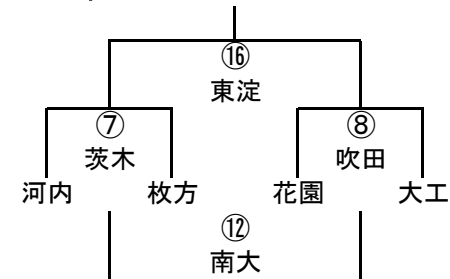 ⑯
東淀
⑦ ⑧
茨木 吹田
河内 枚方 花園 大工
⑫
南大